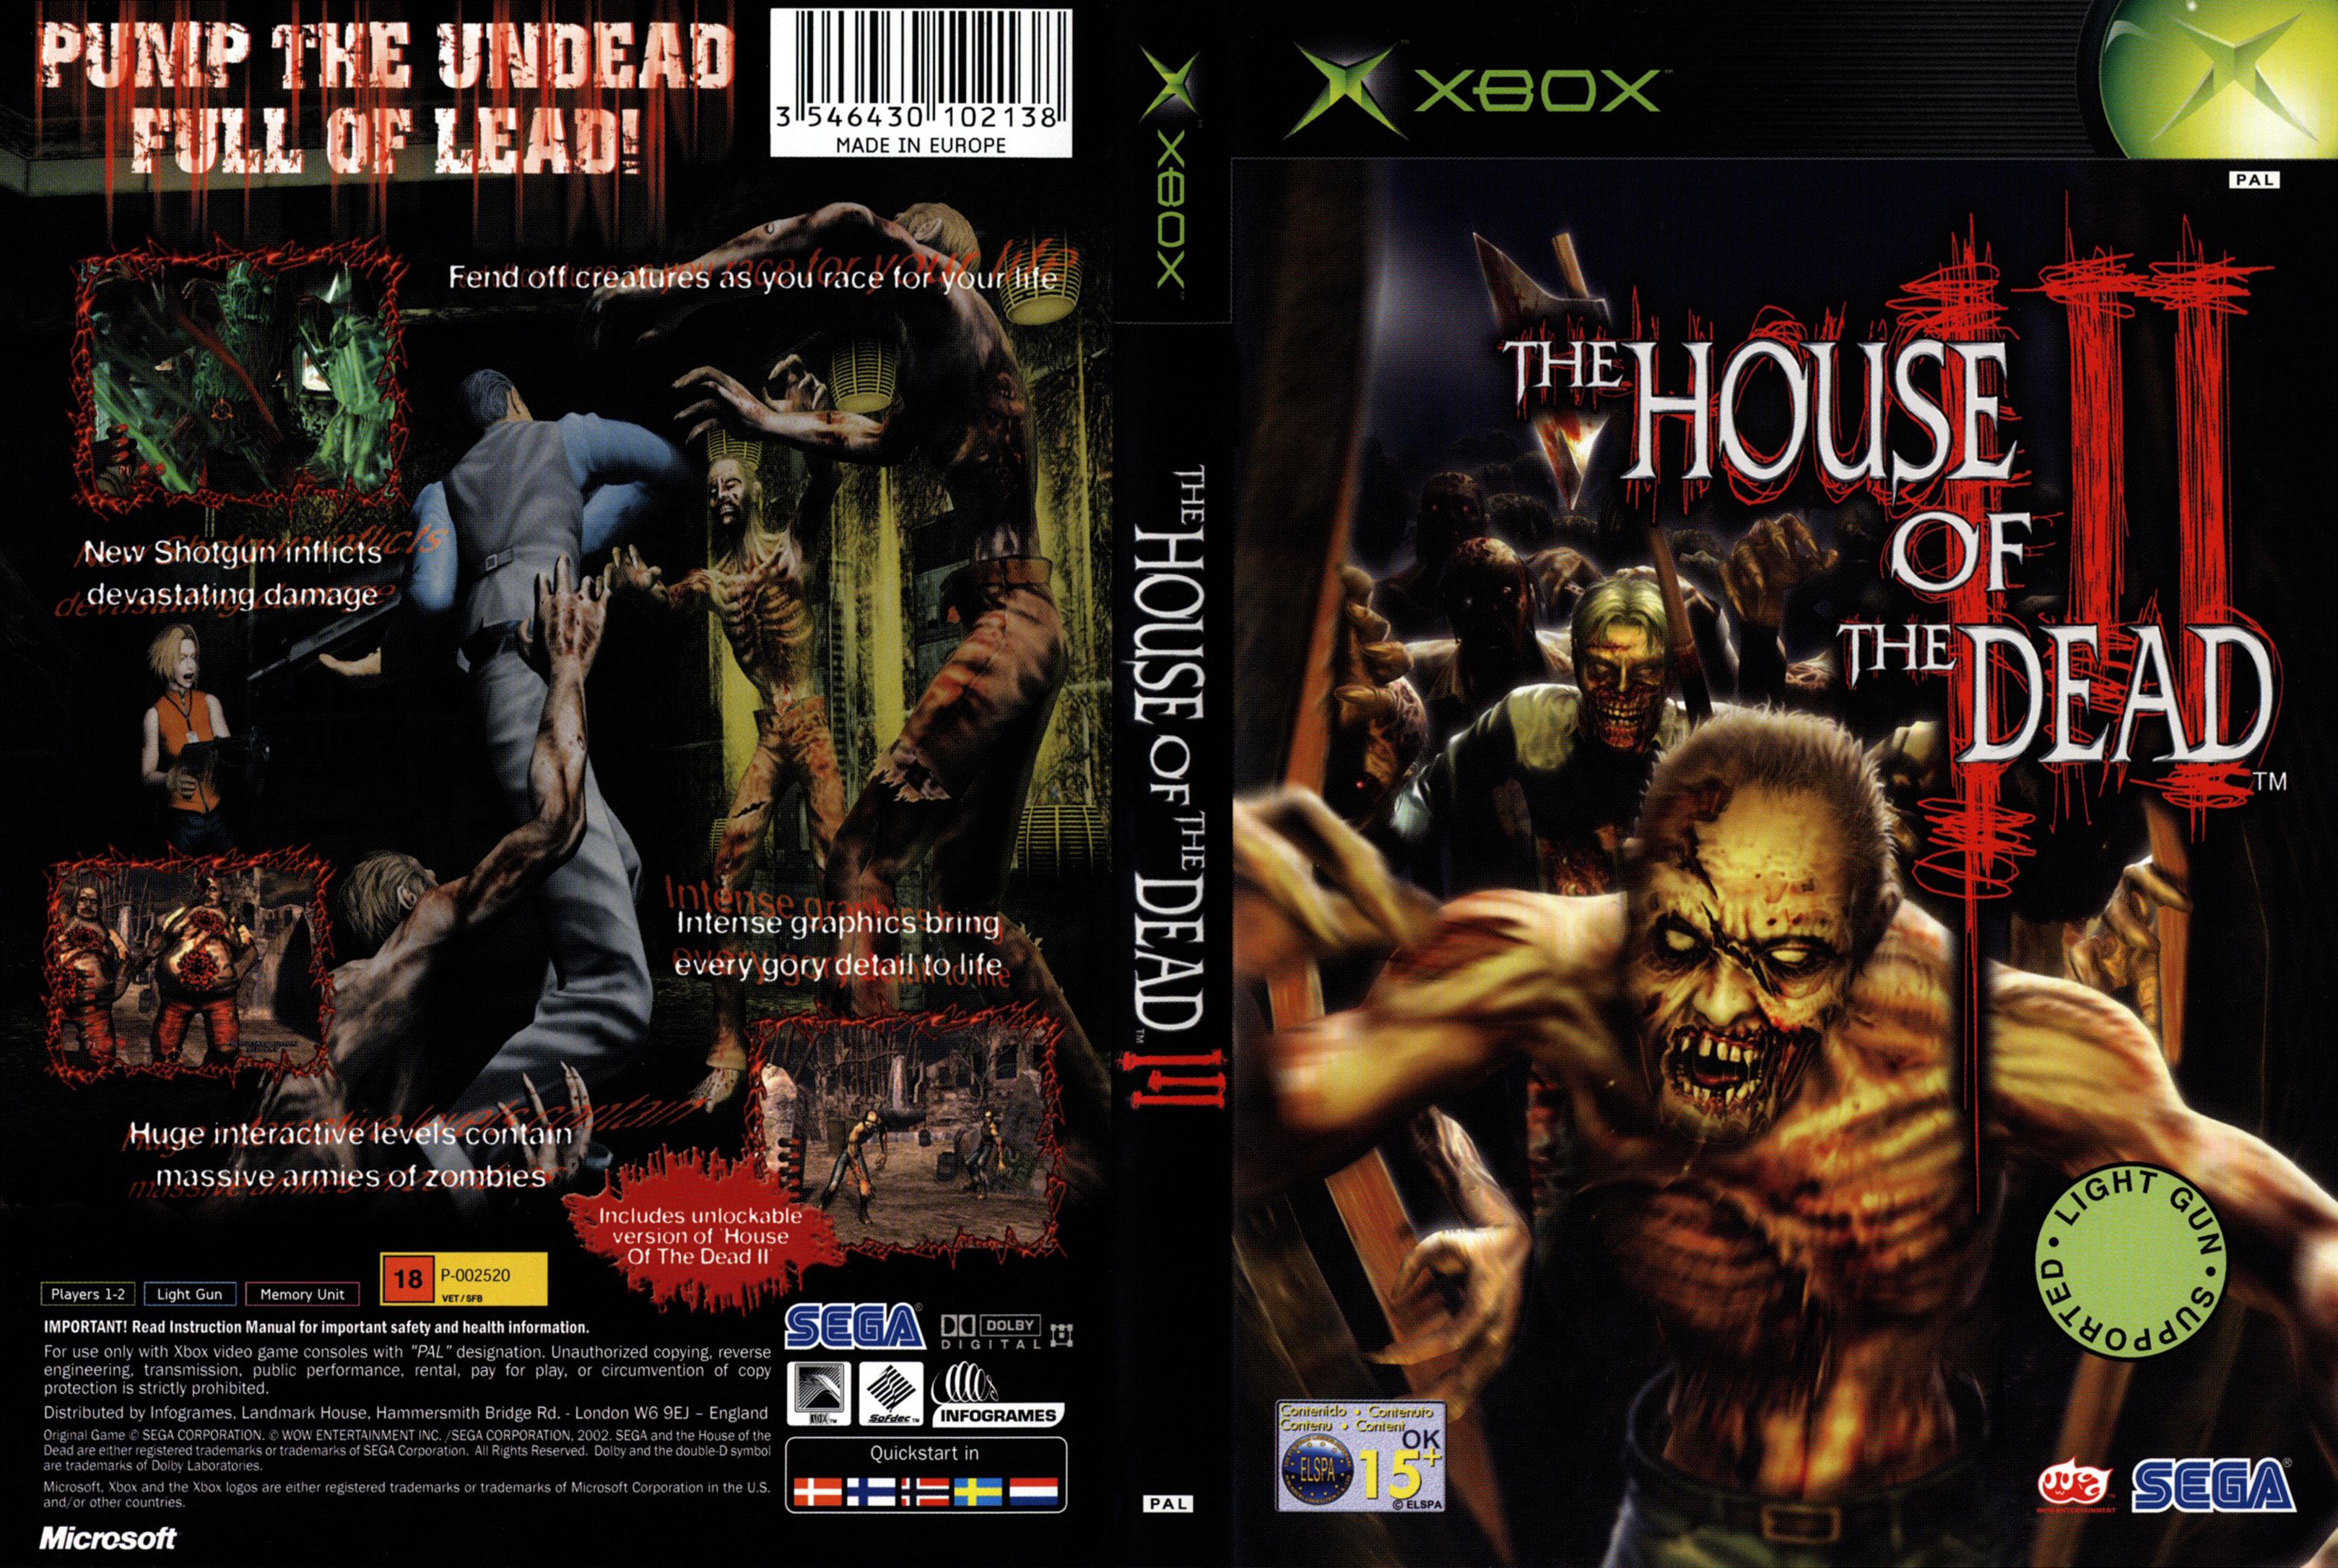 PUMP THE UNDEAD
FULL OF LEAD!
3 546430 102138
MADE IN EUROPE
Fend off creatures as you race for your life
New Shotgun inflicts
devastating damage
Intense graphics bring
every gory detail to life
Huge interactive levels contain
massive armies of zombies
Includes unlockable
version of 'House
Of The Dead II'
Players 1-2
Light Gun
Memory Unit
18
P-002520
VET / SFB
IMPORTANT! Read Instruction Manual for important safety and health information.
For use only with Xbox video game consoles with "PAL" designation. Unauthorized copying, reverse
engineering, transmission, public performance, rental, pay for play, or circumvention of copy
protection is strictly prohibited.
Distributed by Infogrames, Landmark House, Hammersmith Bridge Rd. - London W6 9EJ – England
Original Game © SEGA CORPORATION. © WOW ENTERTAINMENT INC. /SEGA CORPORATION, 2002. SEGA and the House of the
Dead are either registered trademarks or trademarks of SEGA Corporation. All Rights Reserved. Dolby and the double-D symbol
are trademarks of Dolby Laboratories.
Microsoft, Xbox and the Xbox logos are either registered trademarks or trademarks of Microsoft Corporation in the U.S.
and/or other countries.
Microsoft
SEGA®
DOLBY
DIGITAL
Sofdec™
INFOGRAMES
Quickstart in
XBOX™
THE HOUSE OF THE DEAD™ III
PAL
XBOX™
PAL
THE HOUSE
OF
THE DEAD™
III
LIGHT GUN • SUPPORTED •
Contenido • Contenuto
Contenu • Content
OK
ELSPA
15+
© ELSPA
WOW ENTERTAINMENT
SEGA®